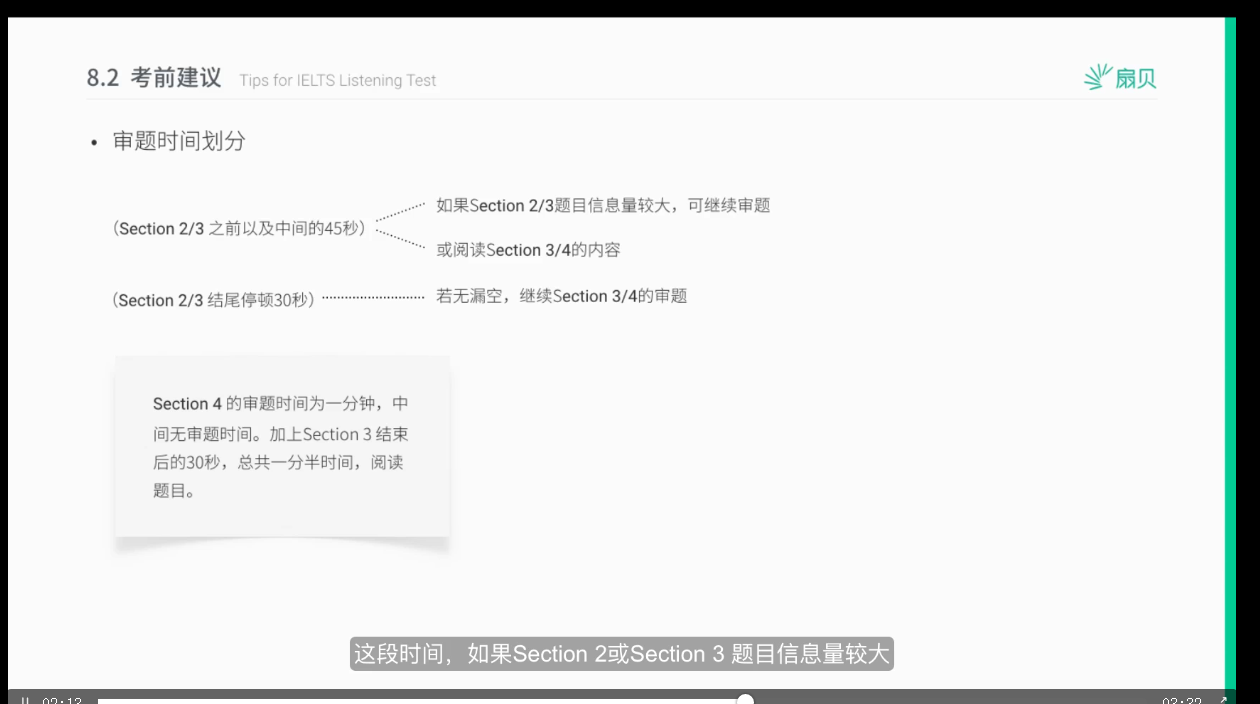 8.2 考前建议 Tips for IELTS Listening Test
扇贝
• 审题时间划分
如果Section 2/3题目信息量较大，可继续审题
（Section 2/3 之前以及中间的45秒）
或阅读Section 3/4的内容
（Section 2/3 结尾停顿30秒） 若无漏空，继续Section 3/4的审题
Section 4 的审题时间为一分钟，中
间无审题时间。加上Section 3 结束
后的30秒，总共一分半时间，阅读
题目。
这段时间，如果Section 2或Section 3 题目信息量较大